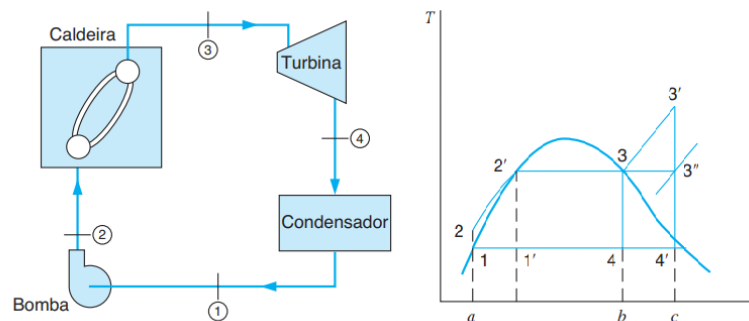 Caldeira
3
Turbina
4
Condensador
2
Bomba
1
T
3′
2′
3
3″
2
1
1′
4
4′
a
b
c